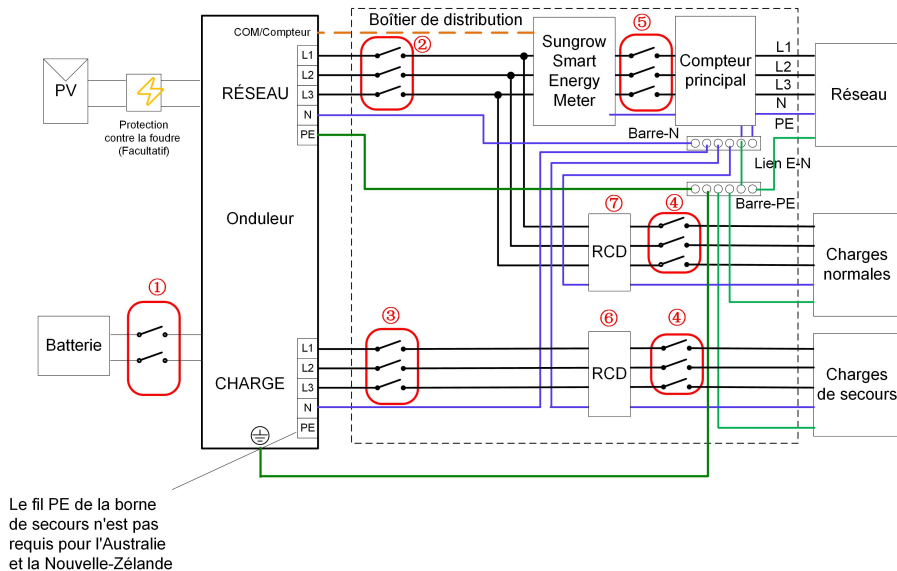 Boîtier de distribution
COM/Compteur
②
⑤
L1
L2
L3
N
PE
RÉSEAU
PV
Protection
contre la foudre
(Facultatif)
Sungrow
Smart
Energy
Meter
Compteur
principal
L1
L2
L3
N
PE
Réseau
Barre-N
Lien E-N
Barre-PE
Onduleur
⑦
④
RCD
Charges
normales
①
Batterie
③
⑥
④
L1
L2
L3
N
PE
CHARGE
RCD
Charges
de secours
Le fil PE de la borne
de secours n'est pas
requis pour l'Australie
et la Nouvelle-Zélande